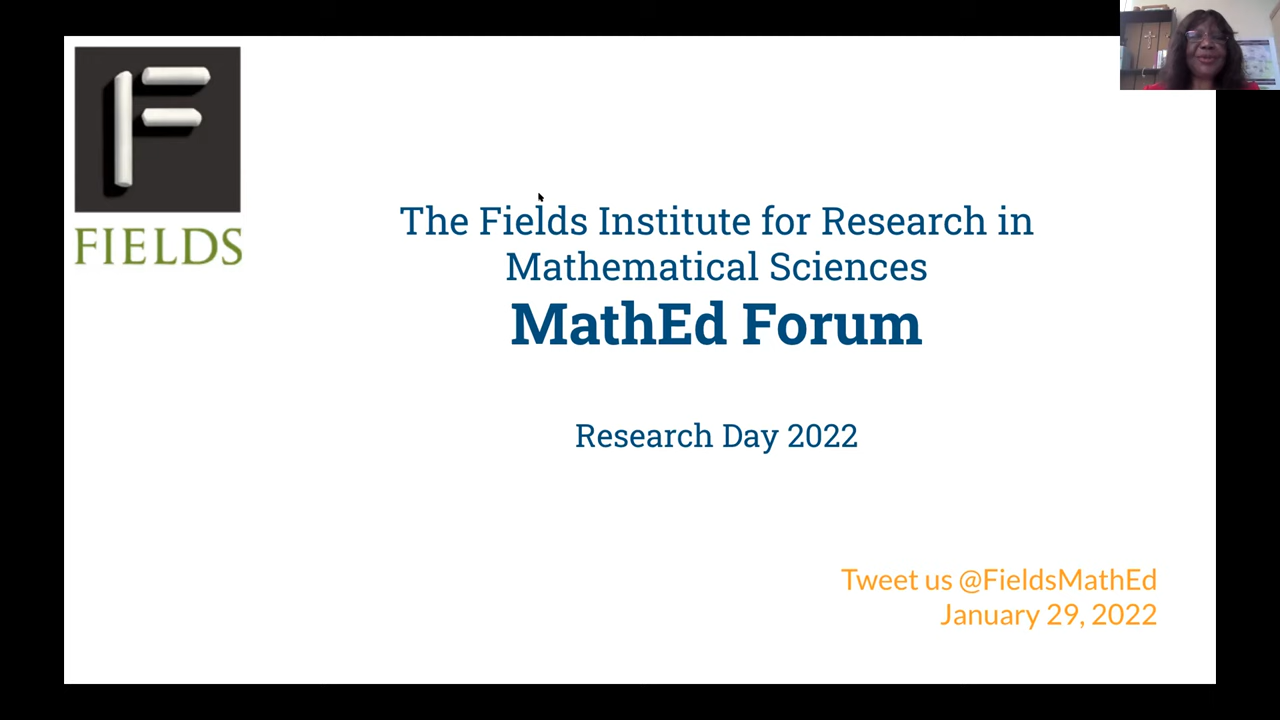 F
FIELDS
The Fields Institute for Research in
Mathematical Sciences
MathEd Forum
Research Day 2022
Tweet us @FieldsMathEd
January 29, 2022